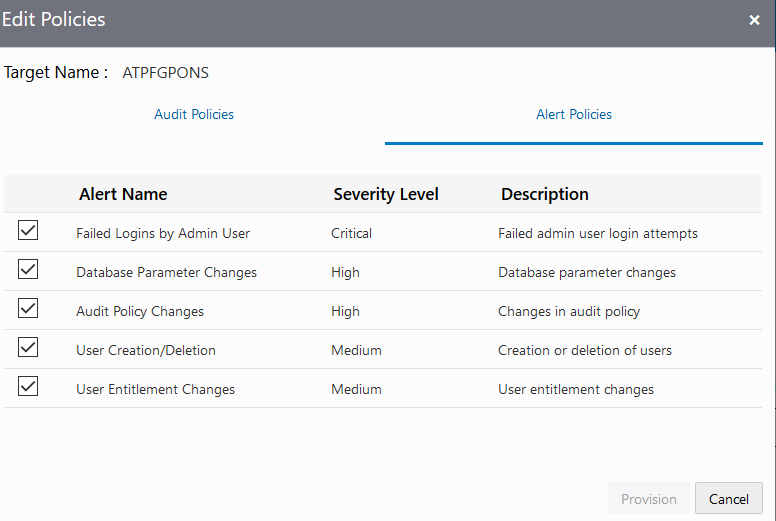 Edit Policies ×
Target Name : ATPFGPONS
Audit Policies Alert Policies
Alert Name Severity Level Description
Failed Logins by Admin User Critical Failed admin user login attempts
Database Parameter Changes High Database parameter changes
Audit Policy Changes High Changes in audit policy
User Creation/Deletion Medium Creation or deletion of users
User Entitlement Changes Medium User entitlement changes
Provision Cancel